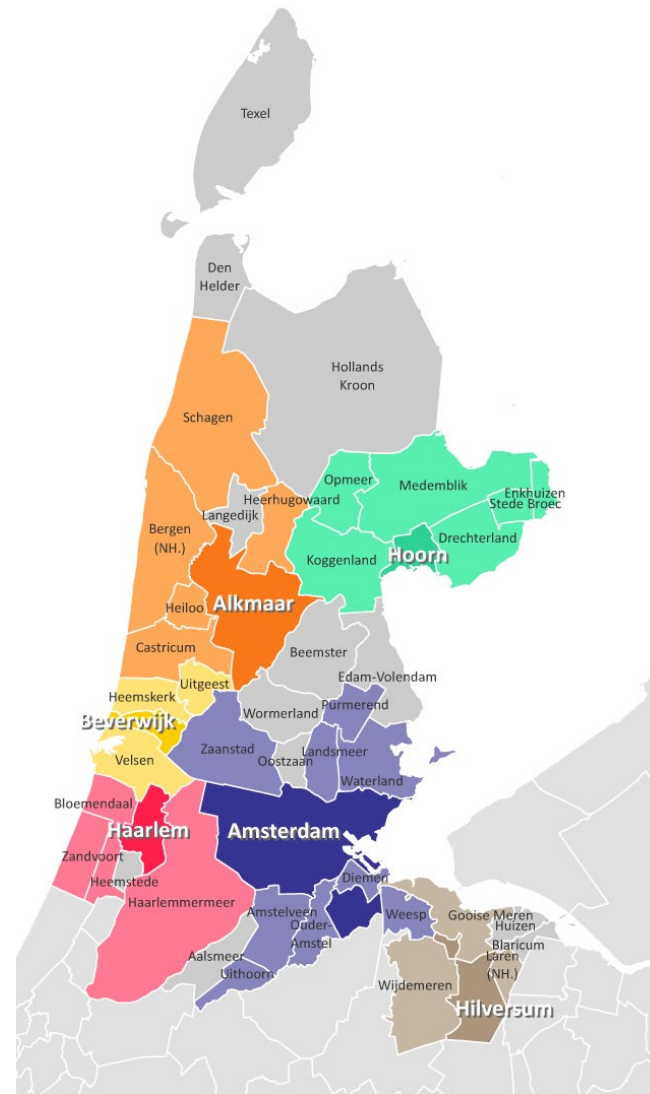 Texel
Den
Helder
Hollands
Kroon
Schagen
Opmeer
Medemblik
Enkhuizen
Stede Broec
Heerhugowaard
Langedijk
Bergen
(NH.)
Drechterland
Hoorn
Koggenland
Heiloo
Alkmaar
Castricum
Beemster
Edam-Volendam
Uitgeest
Heemskerk
Purmerend
Wormerland
Beverwijk
Zaanstad
Landsmeer
Oostzaan
Velsen
Waterland
Bloemendaal
Haarlem
Amsterdam
Zandvoort
Heemstede
Diemen
Haarlemmermeer
Amstelveen
Ouder-
Amstel
Weesp
Gooise Meren
Huizen
Blaricum
Laren
(NH.)
Aalsmeer
Uithoorn
Wijdemeren
Hilversum